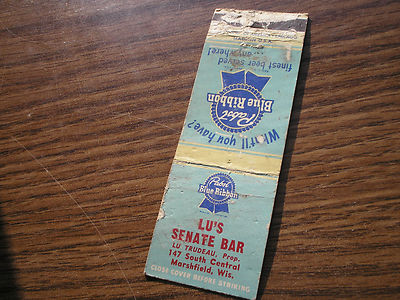 What'll you have?
Pabst
Blue Ribbon
finest beer served
anywhere!
Pabst
Blue Ribbon
LU'S
SENATE BAR
LU TRUDEAU, Prop.
147 South Central
Marshfield, Wis.
CLOSE COVER BEFORE STRIKING